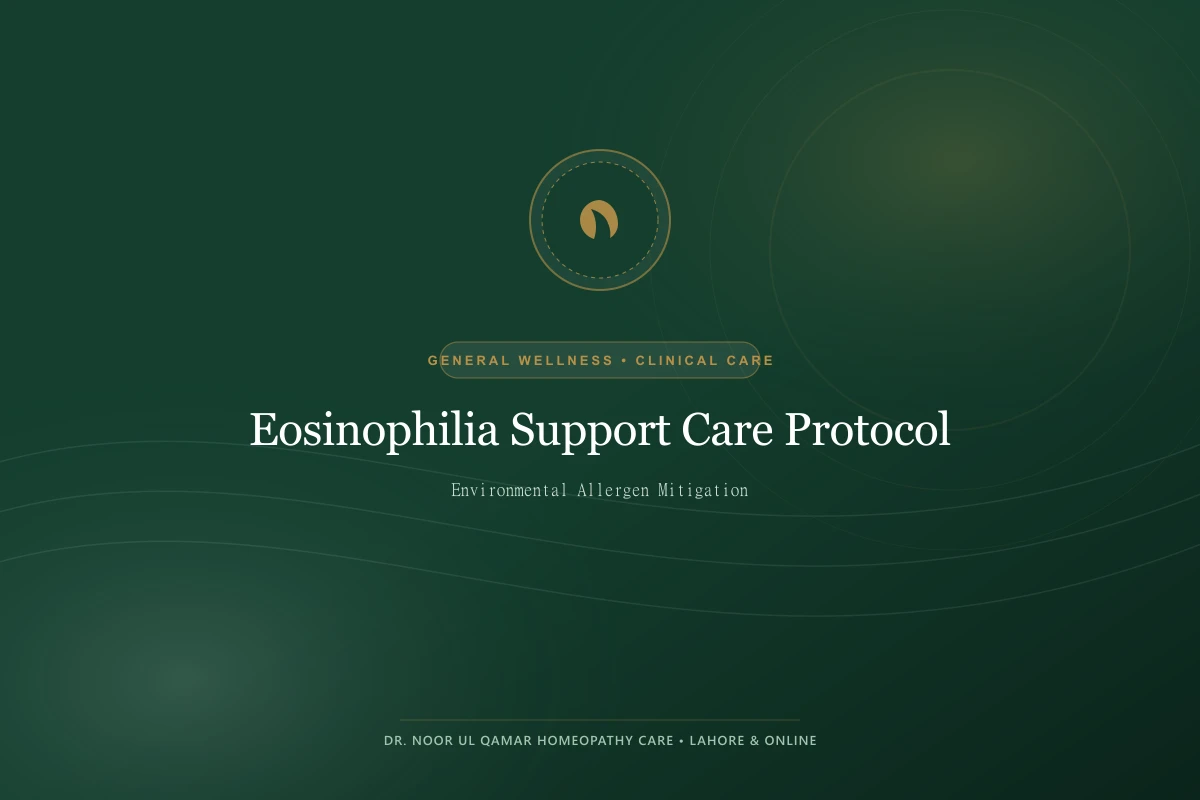 GENERAL WELLNESS • CLINICAL CARE
Eosinophilia Support Care Protocol
Environmental Allergen Mitigation
DR. NOOR UL QAMAR HOMEOPATHY CARE • LAHORE & ONLINE